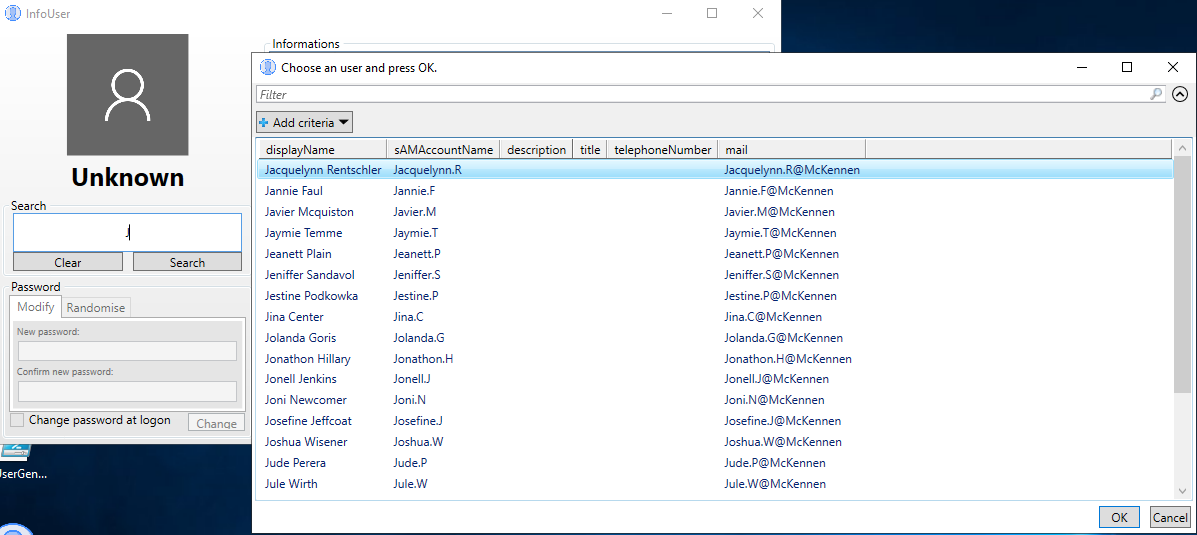 InfoUser
Informations
Unknown
Search
J
Clear Search
Password
Modify Randomise
New password:
Confirm new password:
Change password at logon Change
UserGen...
Choose an user and press OK.
Filter
Add criteria
displayName sAMAccountName description title telephoneNumber mail
Jacquelynn Rentschler Jacquelynn.R Jacquelynn.R@McKennen
Jannie Faul Jannie.F Jannie.F@McKennen
Javier Mcquiston Javier.M Javier.M@McKennen
Jaymie Temme Jaymie.T Jaymie.T@McKennen
Jeanett Plain Jeanett.P Jeanett.P@McKennen
Jeniffer Sandavol Jeniffer.S Jeniffer.S@McKennen
Jestine Podkowka Jestine.P Jestine.P@McKennen
Jina Center Jina.C Jina.C@McKennen
Jolanda Goris Jolanda.G Jolanda.G@McKennen
Jonathon Hillary Jonathon.H Jonathon.H@McKennen
Jonell Jenkins Jonell.J Jonell.J@McKennen
Joni Newcomer Joni.N Joni.N@McKennen
Josefine Jeffcoat Josefine.J Josefine.J@McKennen
Joshua Wisener Joshua.W Joshua.W@McKennen
Jude Perera Jude.P Jude.P@McKennen
Jule Wirth Jule.W Jule.W@McKennen
OK Cancel